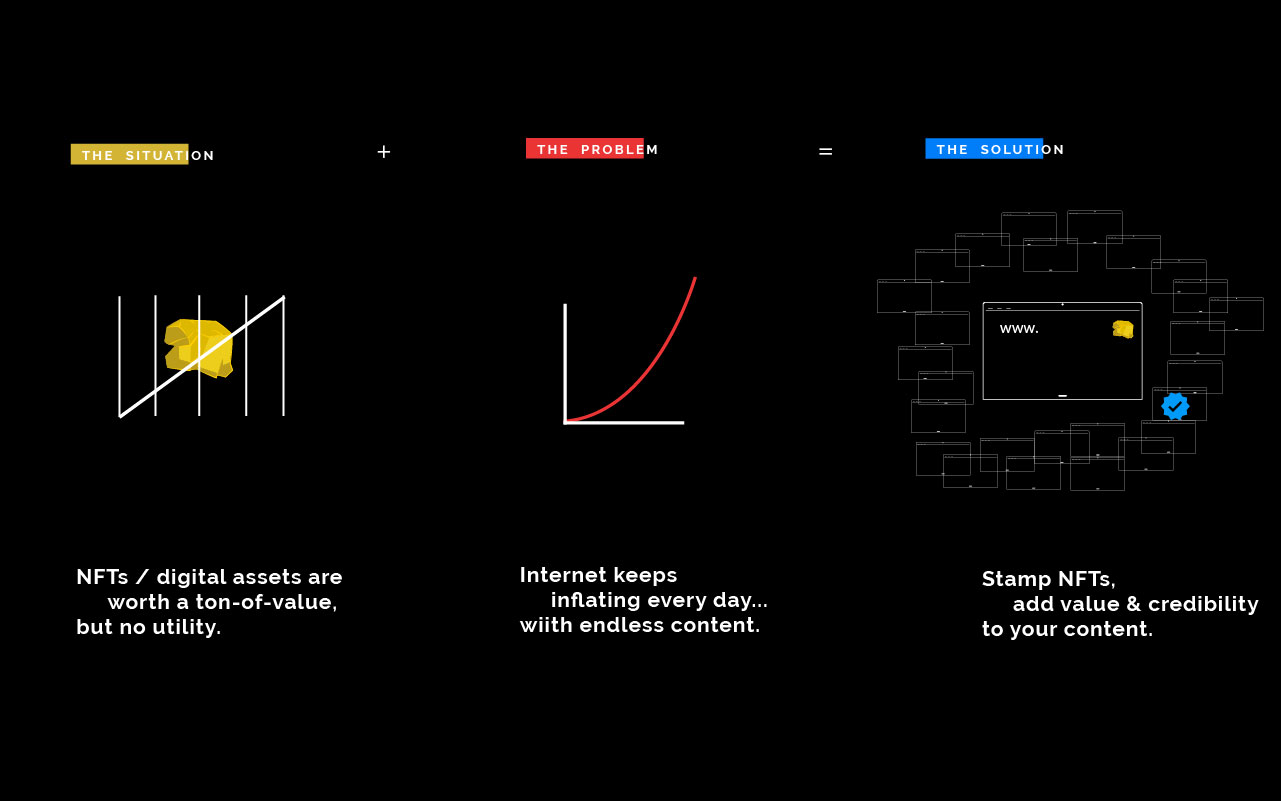 THE SITUATION
+
THE PROBLEM
=
THE SOLUTION
www.
NFTs / digital assets are
worth a ton-of-value,
but no utility.
Internet keeps
inflating every day...
wiith endless content.
Stamp NFTs,
add value & credibility
to your content.